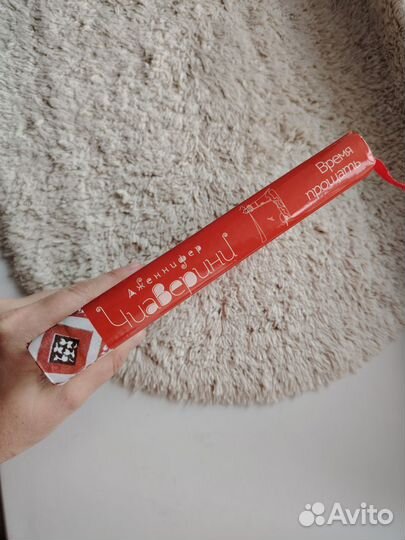 Дженнифер
Чиаверини
Время
прощать
Avito